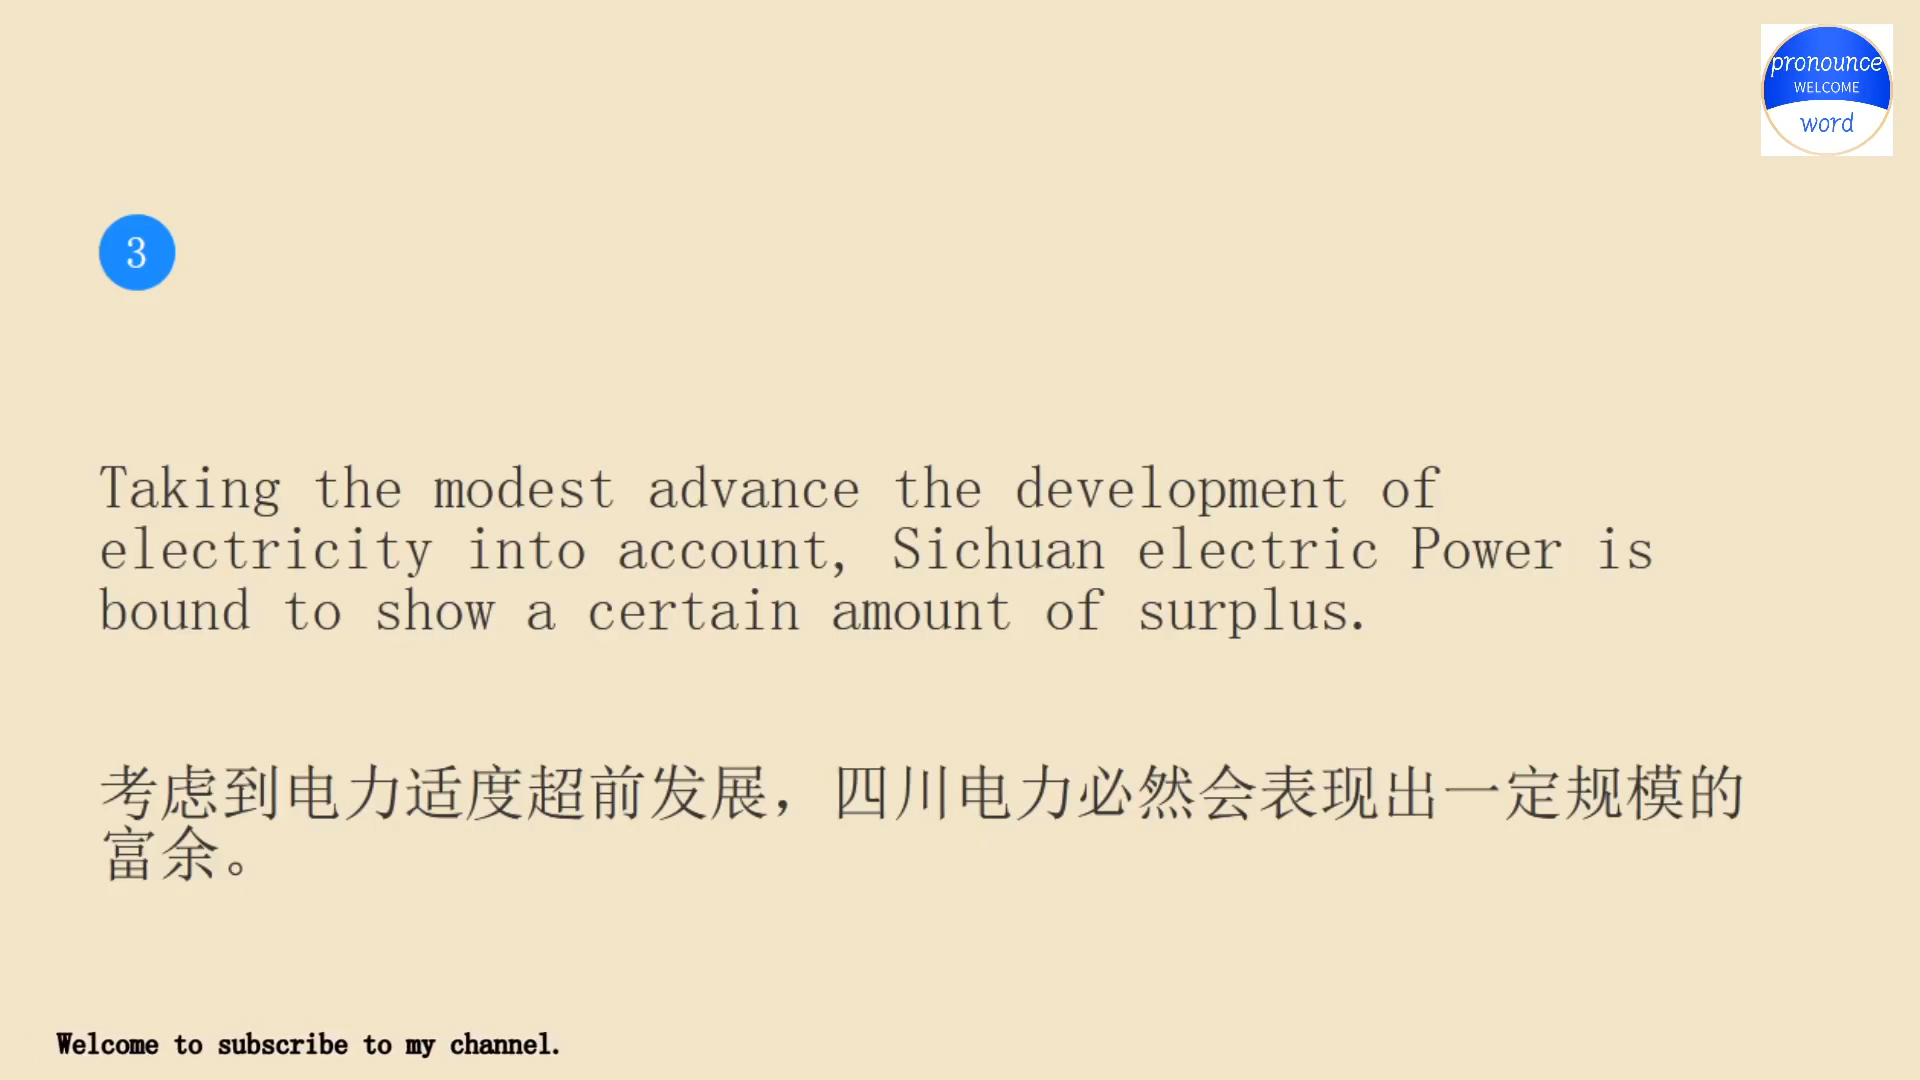 pronounce
WELCOME
word
3
Taking the modest advance the development of
electricity into account, Sichuan electric Power is
bound to show a certain amount of surplus.
考虑到电力适度超前发展，四川电力必然会表现出一定规模的
富余。
Welcome to subscribe to my channel.